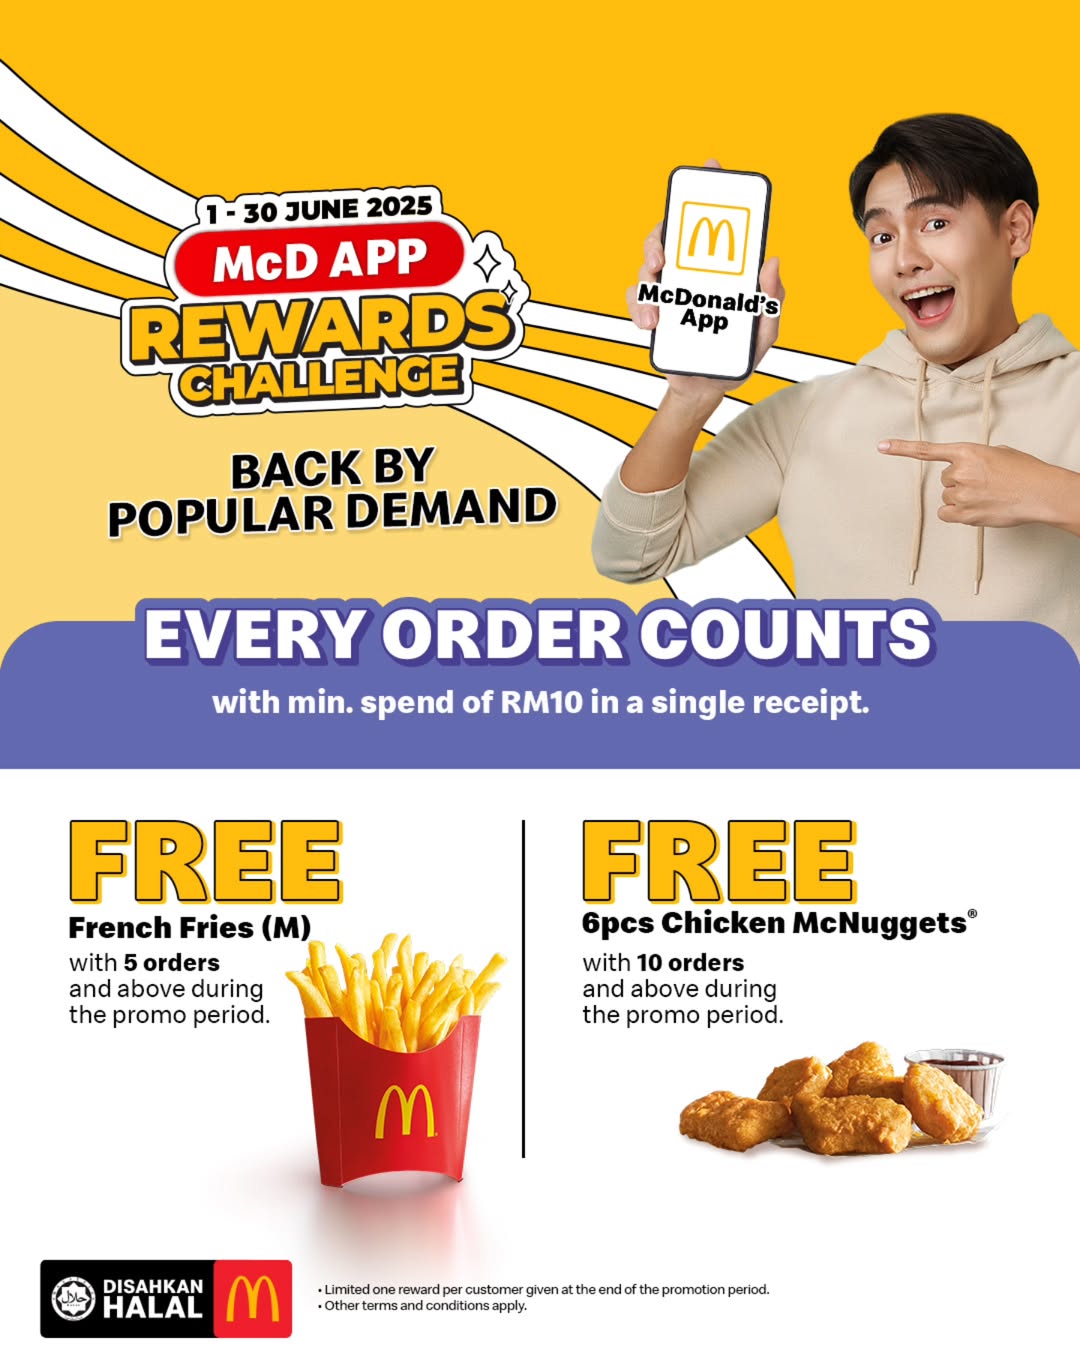 1 - 30 JUNE 2025
McD APP
REWARDS
CHALLENGE
BACK BY
POPULAR DEMAND
McDonald's
App
EVERY ORDER COUNTS
with min. spend of RM10 in a single receipt.
FREE
French Fries (M)
with 5 orders
and above during
the promo period.
FREE
6pcs Chicken McNuggets®
with 10 orders
and above during
the promo period.
DISAHKAN
HALAL
• Limited one reward per customer given at the end of the promotion period.
• Other terms and conditions apply.